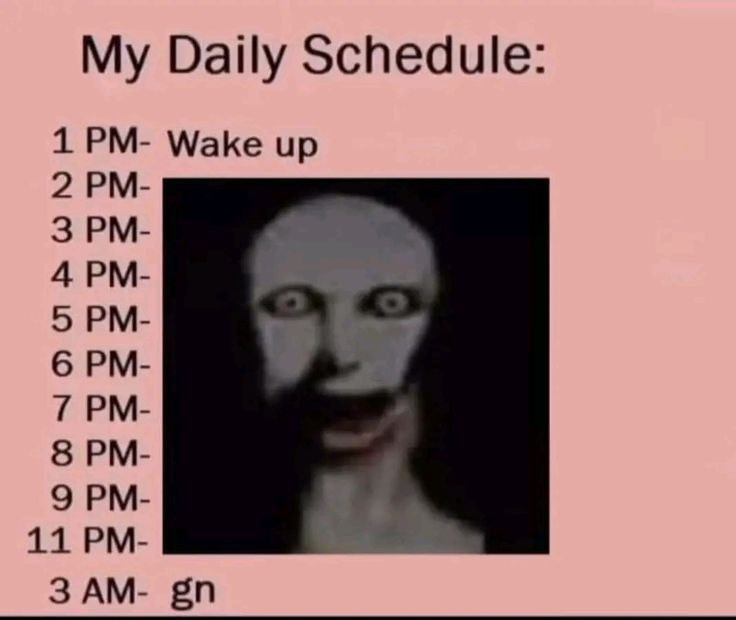 My Daily Schedule:
1 PM- Wake up
2 PM-
3 PM-
4 PM-
5 PM-
6 PM-
7 PM-
8 PM-
9 PM-
11 PM-
3 AM- gn